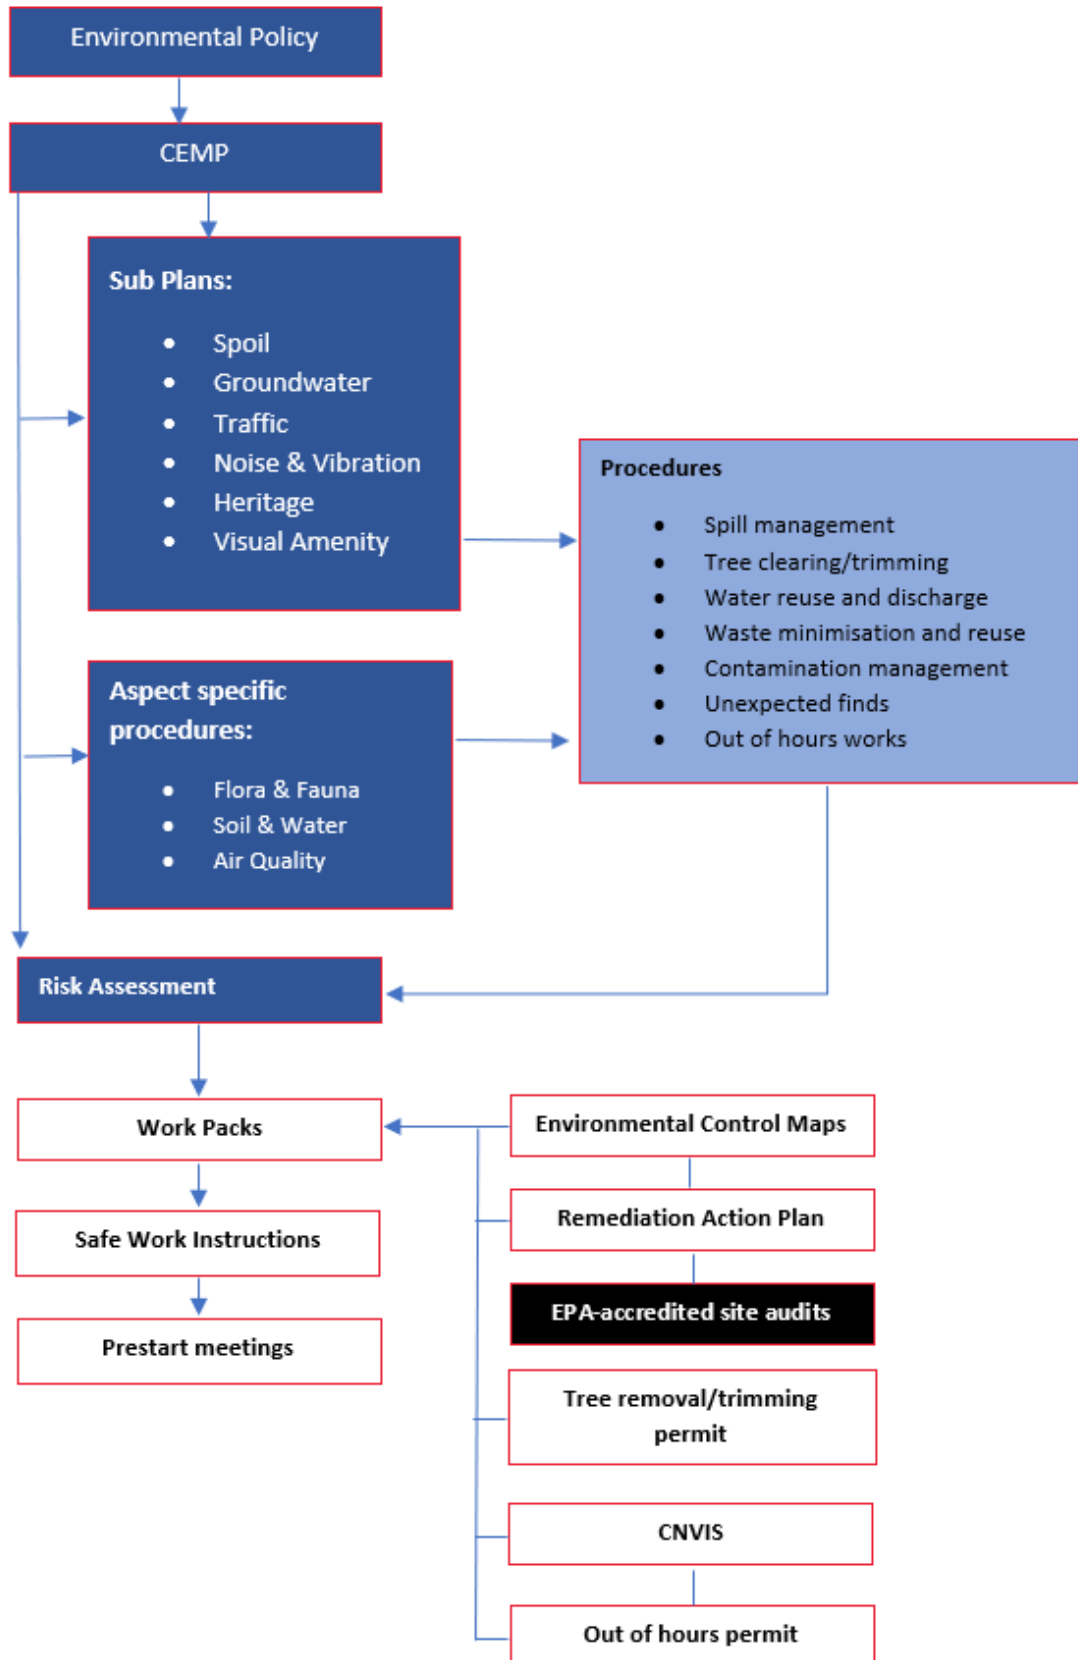 Environmental Policy
CEMP
Sub Plans:
• Spoil
• Groundwater
• Traffic
• Noise & Vibration
• Heritage
• Visual Amenity
Procedures
• Spill management
• Tree clearing/trimming
• Water reuse and discharge
• Waste minimisation and reuse
• Contamination management
• Unexpected finds
• Out of hours works
Aspect specific
procedures:
• Flora & Fauna
• Soil & Water
• Air Quality
Risk Assessment
Work Packs
Safe Work Instructions
Prestart meetings
Environmental Control Maps
Remediation Action Plan
EPA-accredited site audits
Tree removal/trimming
permit
CNVIS
Out of hours permit